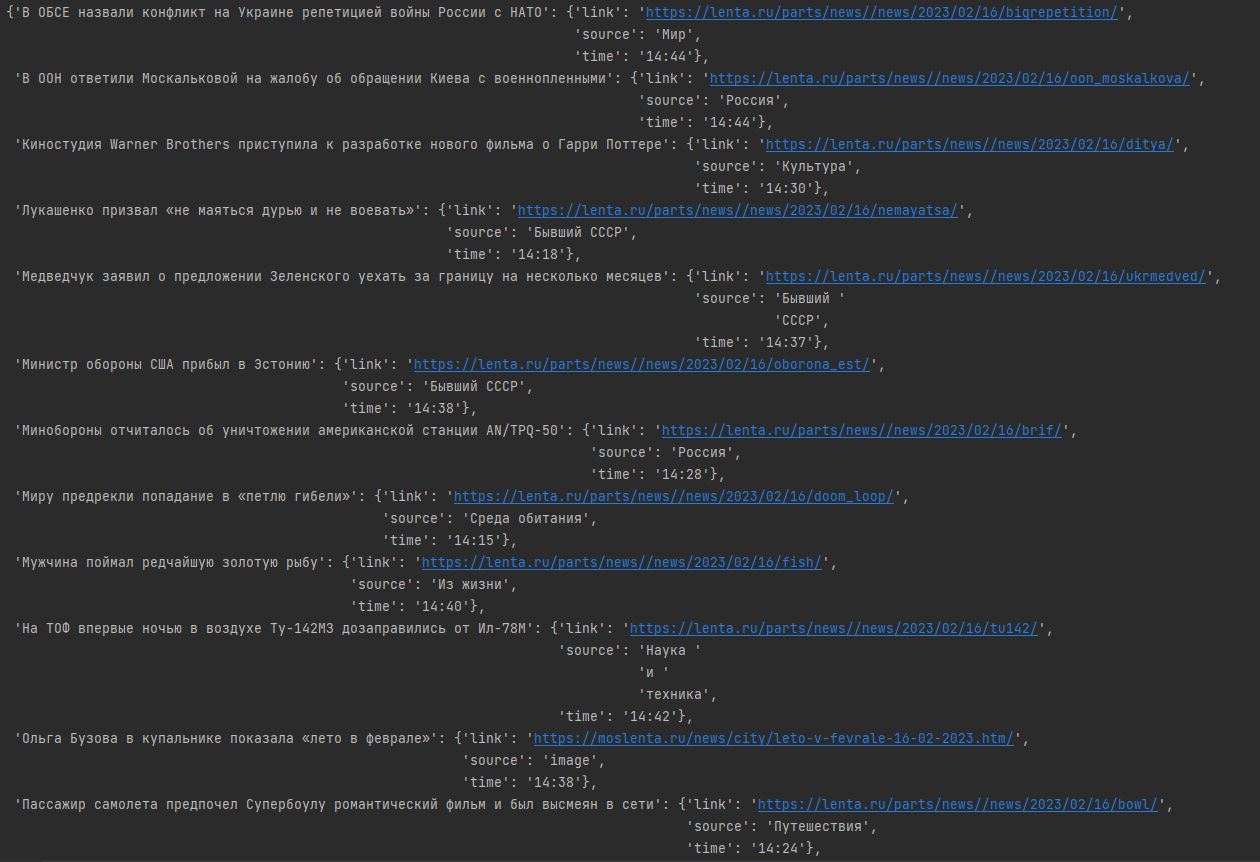 {'В ОБСЕ назвали конфликт на Украине репетицией войны России с НАТО': {'link': 'https://lenta.ru/parts/news//news/2023/02/16/bigrepetition/',
'source': 'Мир',
'time': '14:44'},
'В ООН ответили Москальковой на жалобу об обращении Киева с военнопленными': {'link': 'https://lenta.ru/parts/news//news/2023/02/16/oon_moskalkova/',
'source': 'Россия',
'time': '14:44'},
'Киностудия Warner Brothers приступила к разработке нового фильма о Гарри Поттере': {'link': 'https://lenta.ru/parts/news//news/2023/02/16/ditya/',
'source': 'Культура',
'time': '14:30'},
'Лукашенко призвал «не маяться дурью и не воевать»': {'link': 'https://lenta.ru/parts/news//news/2023/02/16/nemayatsa/',
'source': 'Бывший СССР',
'time': '14:18'},
'Медведчук заявил о предложении Зеленского уехать за границу на несколько месяцев': {'link': 'https://lenta.ru/parts/news//news/2023/02/16/ukrmedved/',
'source': 'Бывший '
'СССР',
'time': '14:37'},
'Министр обороны США прибыл в Эстонию': {'link': 'https://lenta.ru/parts/news//news/2023/02/16/oborona_est/',
'source': 'Бывший СССР',
'time': '14:38'},
'Минобороны отчиталось об уничтожении американской станции AN/TPQ-50': {'link': 'https://lenta.ru/parts/news//news/2023/02/16/brif/',
'source': 'Россия',
'time': '14:28'},
'Миру предрекли попадание в «петлю гибели»': {'link': 'https://lenta.ru/parts/news//news/2023/02/16/doom_loop/',
'source': 'Среда обитания',
'time': '14:15'},
'Мужчина поймал редчайшую золотую рыбу': {'link': 'https://lenta.ru/parts/news//news/2023/02/16/fish/',
'source': 'Из жизни',
'time': '14:40'},
'На ТОФ впервые ночью в воздухе Ту-142МЗ дозаправились от Ил-78М': {'link': 'https://lenta.ru/parts/news//news/2023/02/16/tu142/',
'source': 'Наука '
'и '
'техника',
'time': '14:42'},
'Ольга Бузова в купальнике показала «лето в феврале»': {'link': 'https://moslenta.ru/news/city/leto-v-fevrale-16-02-2023.htm/',
'source': 'image',
'time': '14:38'},
'Пассажир самолета предпочел Супербоулу романтический фильм и был высмеян в сети': {'link': 'https://lenta.ru/parts/news//news/2023/02/16/bowl/',
'source': 'Путешествия',
'time': '14:24'},